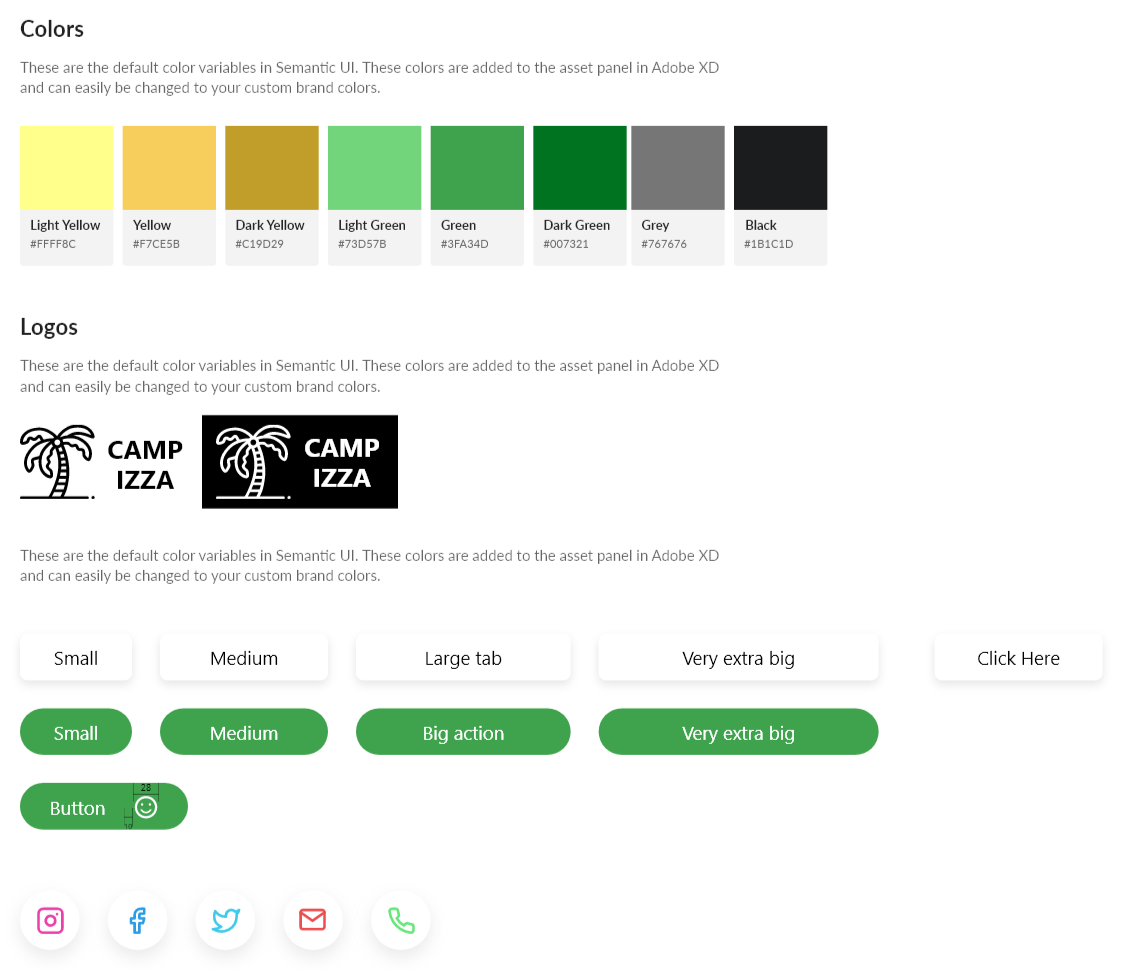 Colors
These are the default color variables in Semantic UI. These colors are added to the asset panel in Adobe XD
and can easily be changed to your custom brand colors.
Light Yellow Yellow Dark Yellow Light Green Green Dark Green Grey Black
#FFFF8C #F7CE5B #C19D29 #73D57B #3FA34D #007321 #767676 #1B1C1D
Logos
These are the default color variables in Semantic UI. These colors are added to the asset panel in Adobe XD
and can easily be changed to your custom brand colors.
CAMP
IZZA
CAMP
IZZA
These are the default color variables in Semantic UI. These colors are added to the asset panel in Adobe XD
and can easily be changed to your custom brand colors.
Small Medium Large tab Very extra big Click Here
Small Medium Big action Very extra big
28
Button